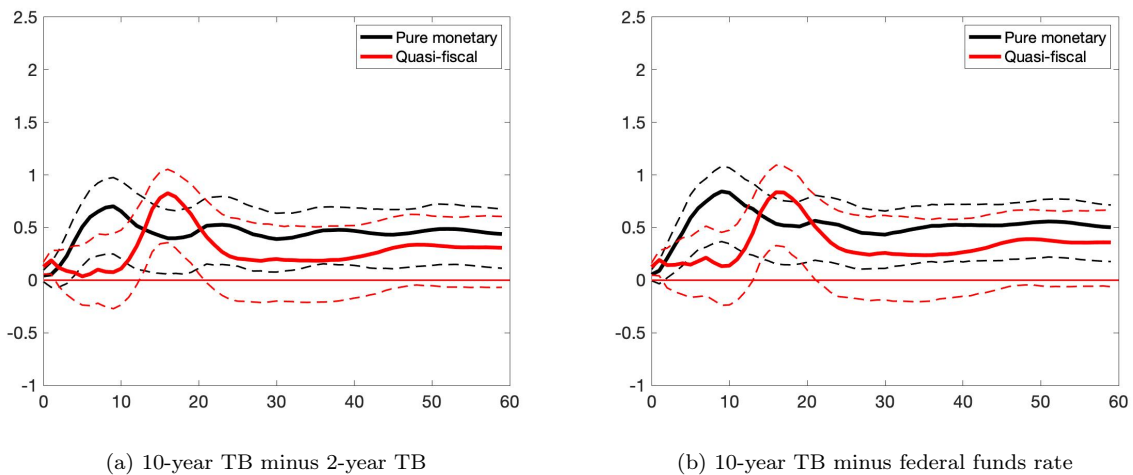 2.5
2
1.5
1
0.5
0
-0.5
-1
0 10 20 30 40 50 60
Pure monetary
Quasi-fiscal
(a) 10-year TB minus 2-year TB
2.5
2
1.5
1
0.5
0
-0.5
-1
0 10 20 30 40 50 60
Pure monetary
Quasi-fiscal
(b) 10-year TB minus federal funds rate